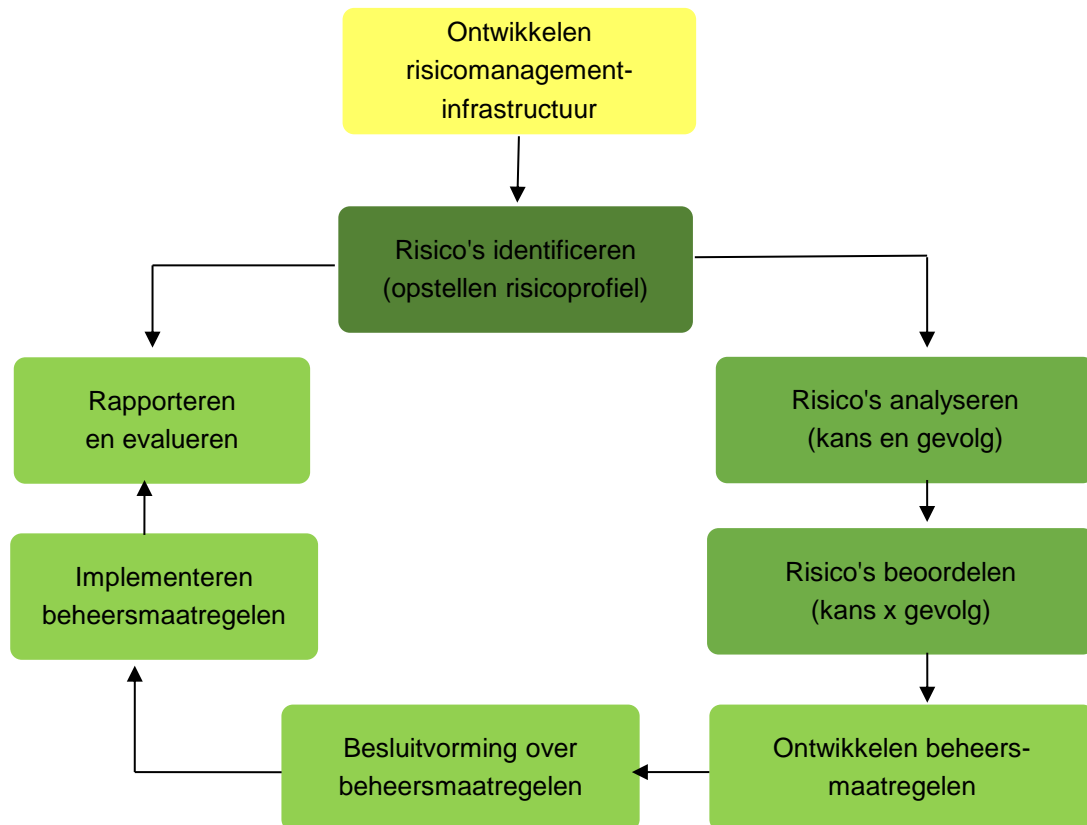 Ontwikkelen
risicomanagement-
infrastructuur
Risico's identificeren
(opstellen risicoprofiel)
Rapporteren
en evalueren
Risico's analyseren
(kans en gevolg)
Implementeren
beheersmaatregelen
Risico's beoordelen
(kans x gevolg)
Besluitvorming over
beheersmaatregelen
Ontwikkelen beheers-
maatregelen